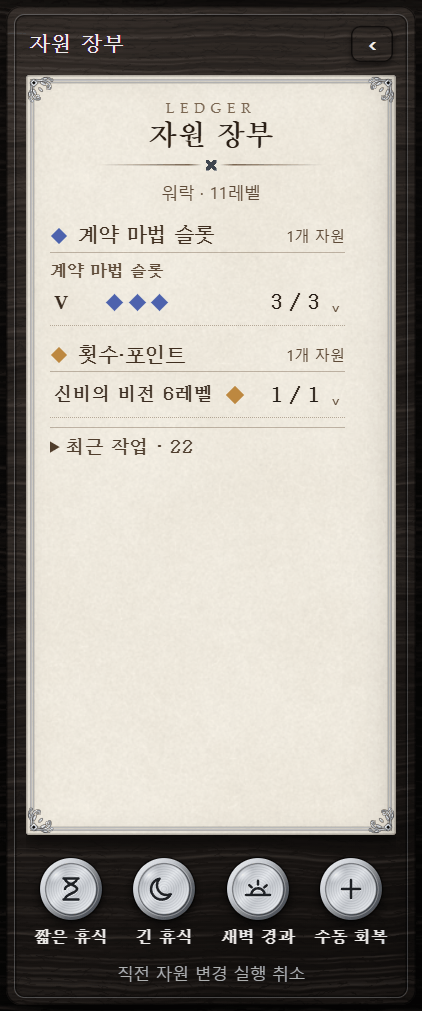 자원 장부
LEDGER
자원 장부
워락 · 11레벨
계약 마법 슬롯 1개 자원
계약 마법 슬롯
V 3 / 3
횟수·포인트 1개 자원
신비의 비전 6레벨 1 / 1
최근 작업 · 22
짧은 휴식 긴 휴식 새벽 경과 수동 회복
직전 자원 변경 실행 취소